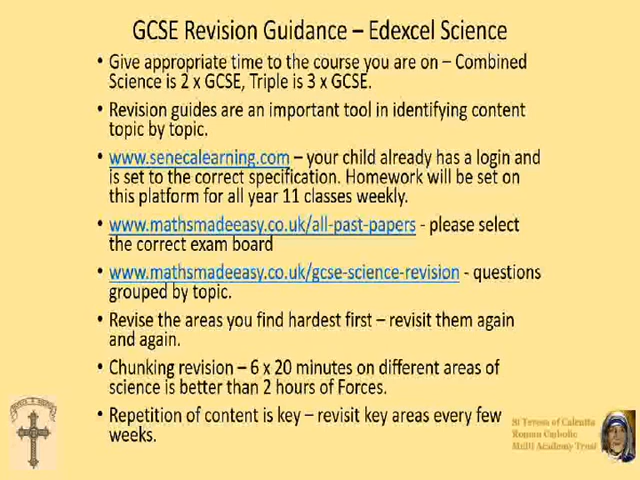 GCSE Revision Guidance – Edexcel Science
• Give appropriate time to the course you are on – Combined
Science is 2 x GCSE, Triple is 3 x GCSE.
• Revision guides are an important tool in identifying content
topic by topic.
• www.senecalearning.com – your child already has a login and
is set to the correct specification. Homework will be set on
this platform for all year 11 classes weekly.
• www.mathsmadeeasy.co.uk/all-past-papers - please select
the correct exam board
• www.mathsmadeeasy.co.uk/gcse-science-revision - questions
grouped by topic.
• Revise the areas you find hardest first – revisit them again
and again.
• Chunking revision – 6 x 20 minutes on different areas of
science is better than 2 hours of Forces.
• Repetition of content is key – revisit key areas every few
weeks.
St Teresa of Calcutta
Roman Catholic
Multi Academy Trust